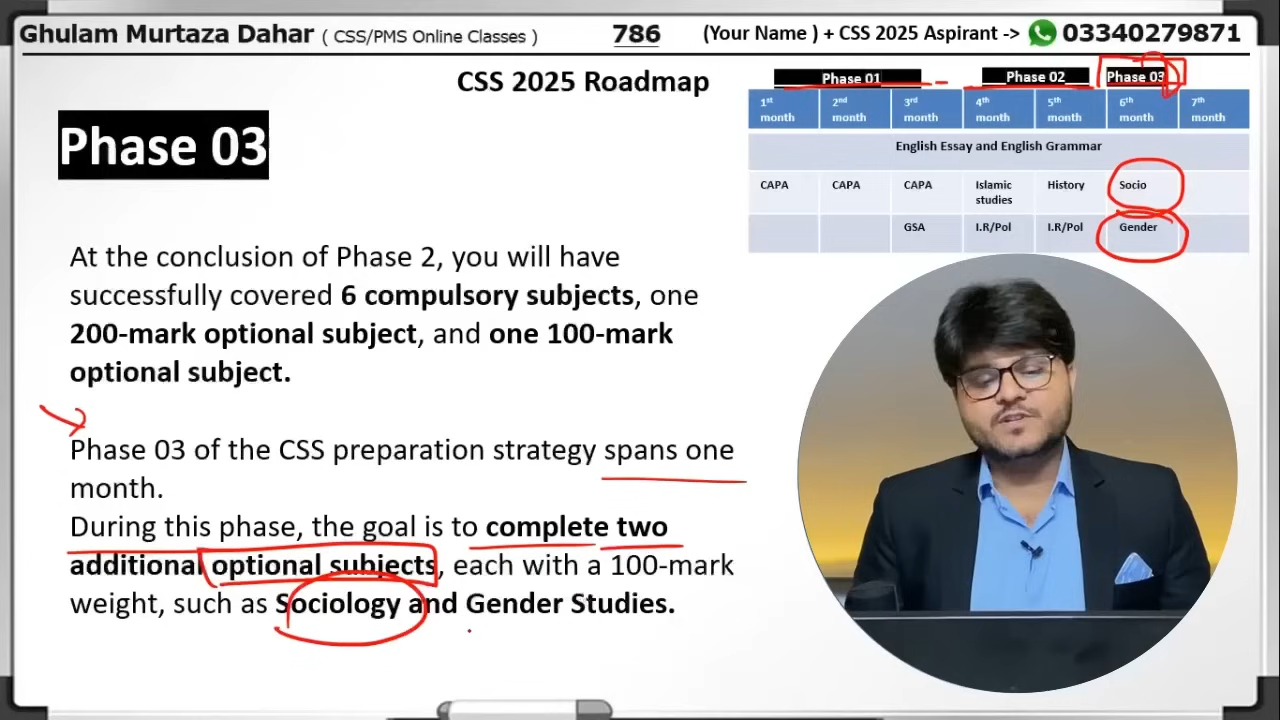 Ghulam Murtaza Dahar ( CSS/PMS Online Classes ) 786 (Your Name ) + CSS 2025 Aspirant -> 03340279871
CSS 2025 Roadmap
Phase 01 Phase 02 Phase 03
1st month 2nd month 3rd month 4th month 5th month 6th month 7th month
English Essay and English Grammar
CAPA CAPA CAPA Islamic studies History Socio
GSA I.R/Pol I.R/Pol Gender
Phase 03
At the conclusion of Phase 2, you will have
successfully covered 6 compulsory subjects, one
200-mark optional subject, and one 100-mark
optional subject.
Phase 03 of the CSS preparation strategy spans one
month.
During this phase, the goal is to complete two
additional optional subjects, each with a 100-mark
weight, such as Sociology and Gender Studies.